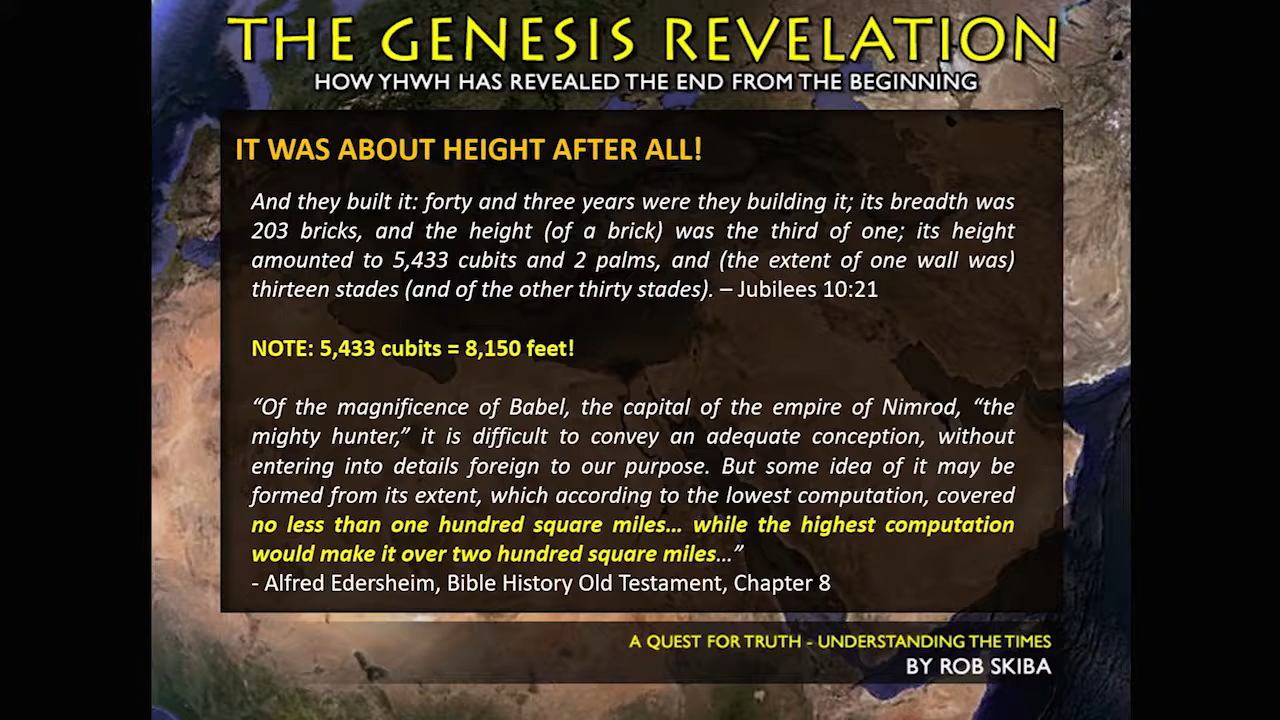 THE GENESIS REVELATION
HOW YHWH HAS REVEALED THE END FROM THE BEGINNING
IT WAS ABOUT HEIGHT AFTER ALL!
And they built it: forty and three years were they building it; its breadth was
203 bricks, and the height (of a brick) was the third of one; its height
amounted to 5,433 cubits and 2 palms, and (the extent of one wall was)
thirteen stades (and of the other thirty stades). – Jubilees 10:21
NOTE: 5,433 cubits = 8,150 feet!
“Of the magnificence of Babel, the capital of the empire of Nimrod, “the
mighty hunter,” it is difficult to convey an adequate conception, without
entering into details foreign to our purpose. But some idea of it may be
formed from its extent, which according to the lowest computation, covered
no less than one hundred square miles... while the highest computation
would make it over two hundred square miles...”
- Alfred Edersheim, Bible History Old Testament, Chapter 8
A QUEST FOR TRUTH - UNDERSTANDING THE TIMES
BY ROB SKIBA